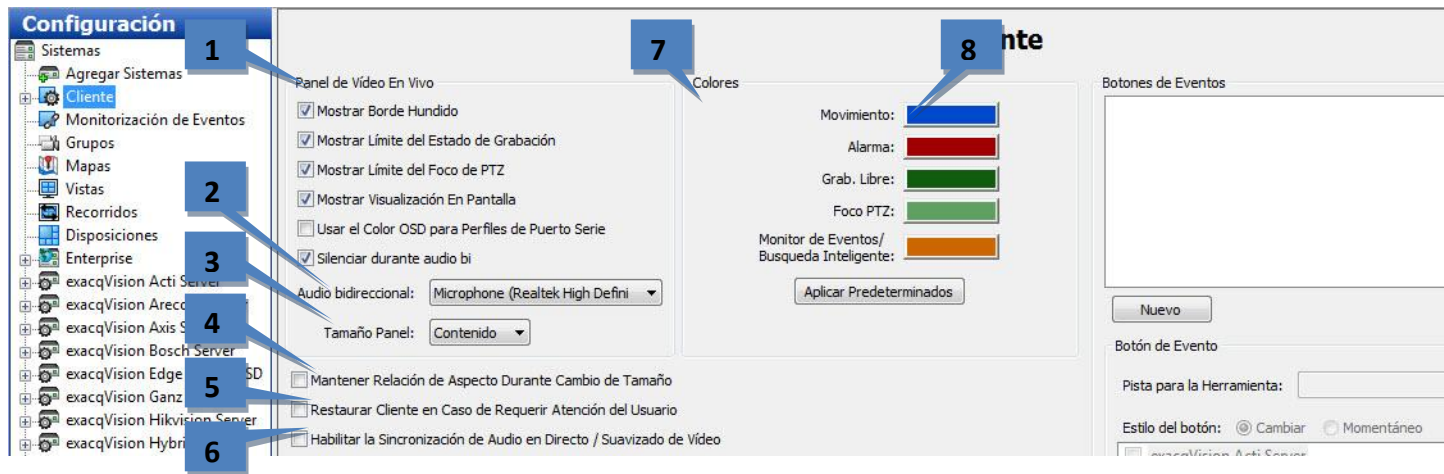 Configuración
Sistemas
Agregar Sistemas
Cliente
Monitorización de Eventos
Grupos
Mapas
Vistas
Recorridos
Disposiciones
Enterprise
exacqVision Acti Server
exacqVision
exacqVision Axis
exacqVision Bosch Server
exacqVision Edge SD
exacqVision Ganz
exacqVision Hikvision Server
exacqVision
1
2
3
4
5
6
7
8
nte
Panel de Vídeo En Vivo
Mostrar Borde Hundido
Mostrar Límite del Estado de Grabación
Mostrar Límite del Foco de PTZ
Mostrar Visualización En Pantalla
Usar el Color OSD para Perfiles de Puerto Serie
Silenciar durante audio bi
Audio bidireccional: Microphone (Realtek High Defini
Tamaño Panel: Contenido
Mantener Relación de Aspecto Durante Cambio de Tamaño
Restaurar Cliente en Caso de Requerir Atención del Usuario
Habilitar la Sincronización de Audio en Directo / Suavizado de Vídeo
Colores
Movimiento:
Alarma:
Grab. Libre:
Foco PTZ:
Monitor de Eventos/
Busqueda Inteligente:
Aplicar Predeterminados
Botones de Eventos
Nuevo
Botón de Evento
Pista para la Herramienta:
Estilo del botón: Cambiar Momentáneo
exacqVision Acti Server